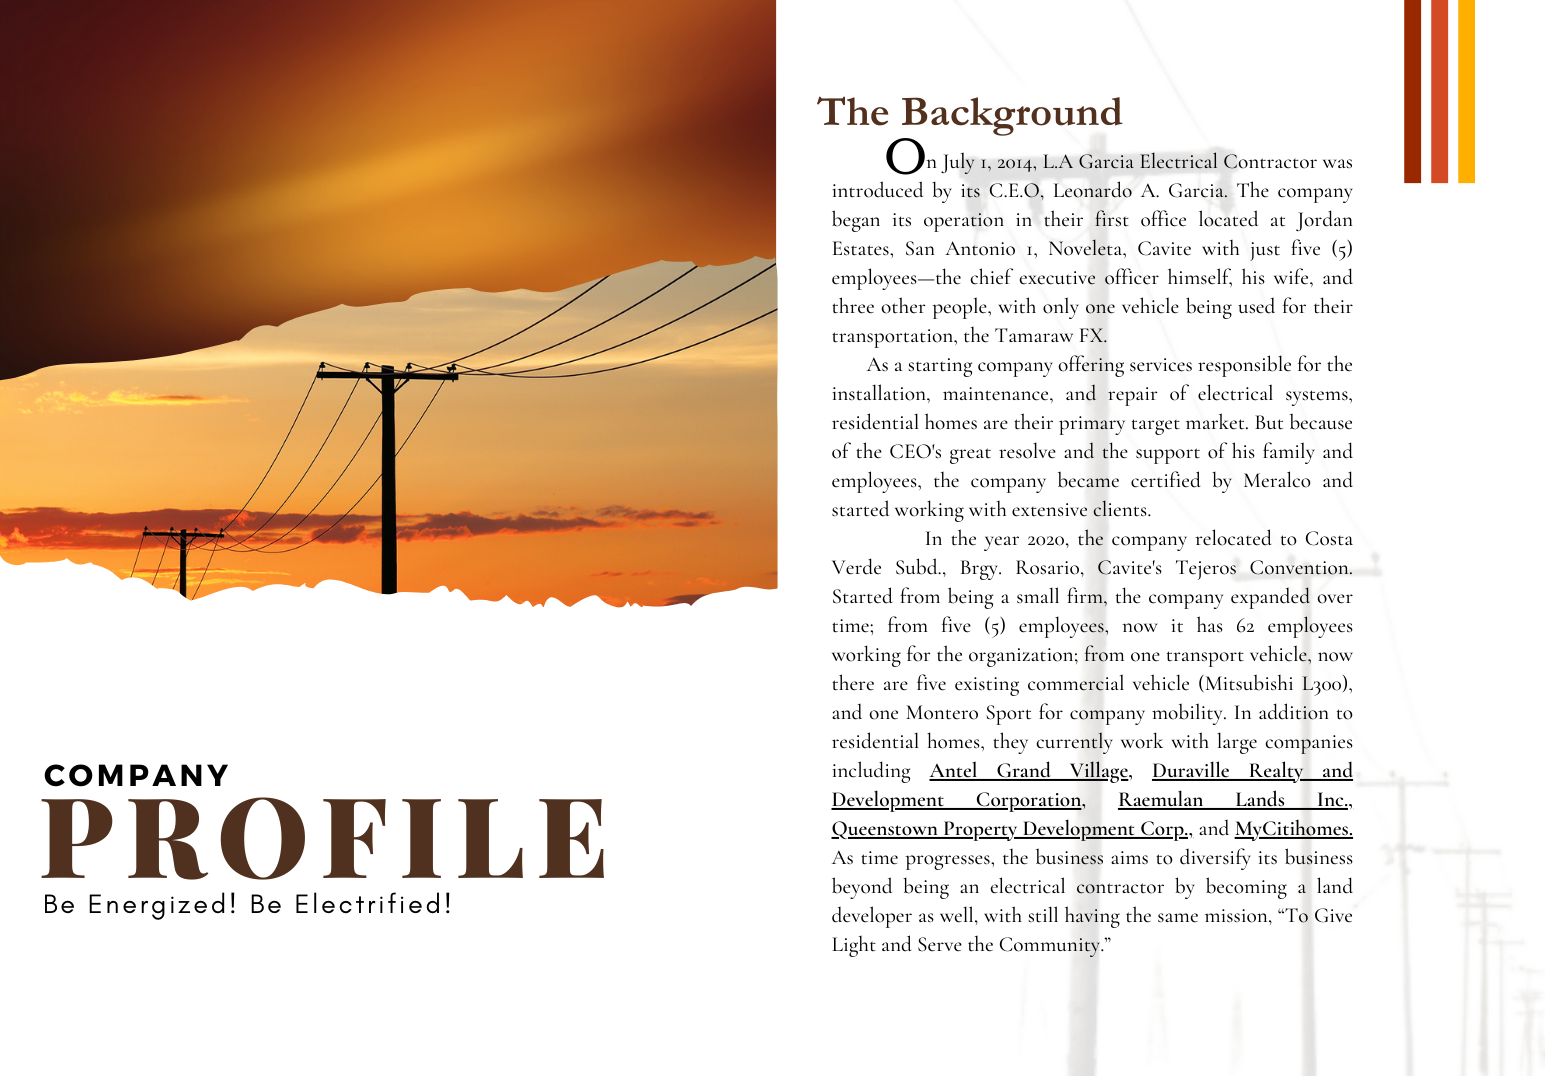 COMPANY
PROFILE
Be Energized! Be Electrified!
The Background
On July 1, 2014, L.A Garcia Electrical Contractor was
introduced by its C.E.O, Leonardo A. Garcia. The company
began its operation in their first office located at Jordan
Estates, San Antonio 1, Noveleta, Cavite with just five (5)
employees—the chief executive officer himself, his wife, and
three other people, with only one vehicle being used for their
transportation, the Tamaraw FX.
As a starting company offering services responsible for the
installation, maintenance, and repair of electrical systems,
residential homes are their primary target market. But because
of the CEO's great resolve and the support of his family and
employees, the company became certified by Meralco and
started working with extensive clients.
In the year 2020, the company relocated to Costa
Verde Subd., Brgy. Rosario, Cavite's Tejeros Convention.
Started from being a small firm, the company expanded over
time; from five (5) employees, now it has 62 employees
working for the organization; from one transport vehicle, now
there are five existing commercial vehicle (Mitsubishi L300),
and one Montero Sport for company mobility. In addition to
residential homes, they currently work with large companies
including Antel Grand Village, Duraville Realty and
Development Corporation, Raemulan Lands Inc.,
Queenstown Property Development Corp., and MyCitihomes.
As time progresses, the business aims to diversify its business
beyond being an electrical contractor by becoming a land
developer as well, with still having the same mission, “To Give
Light and Serve the Community.”